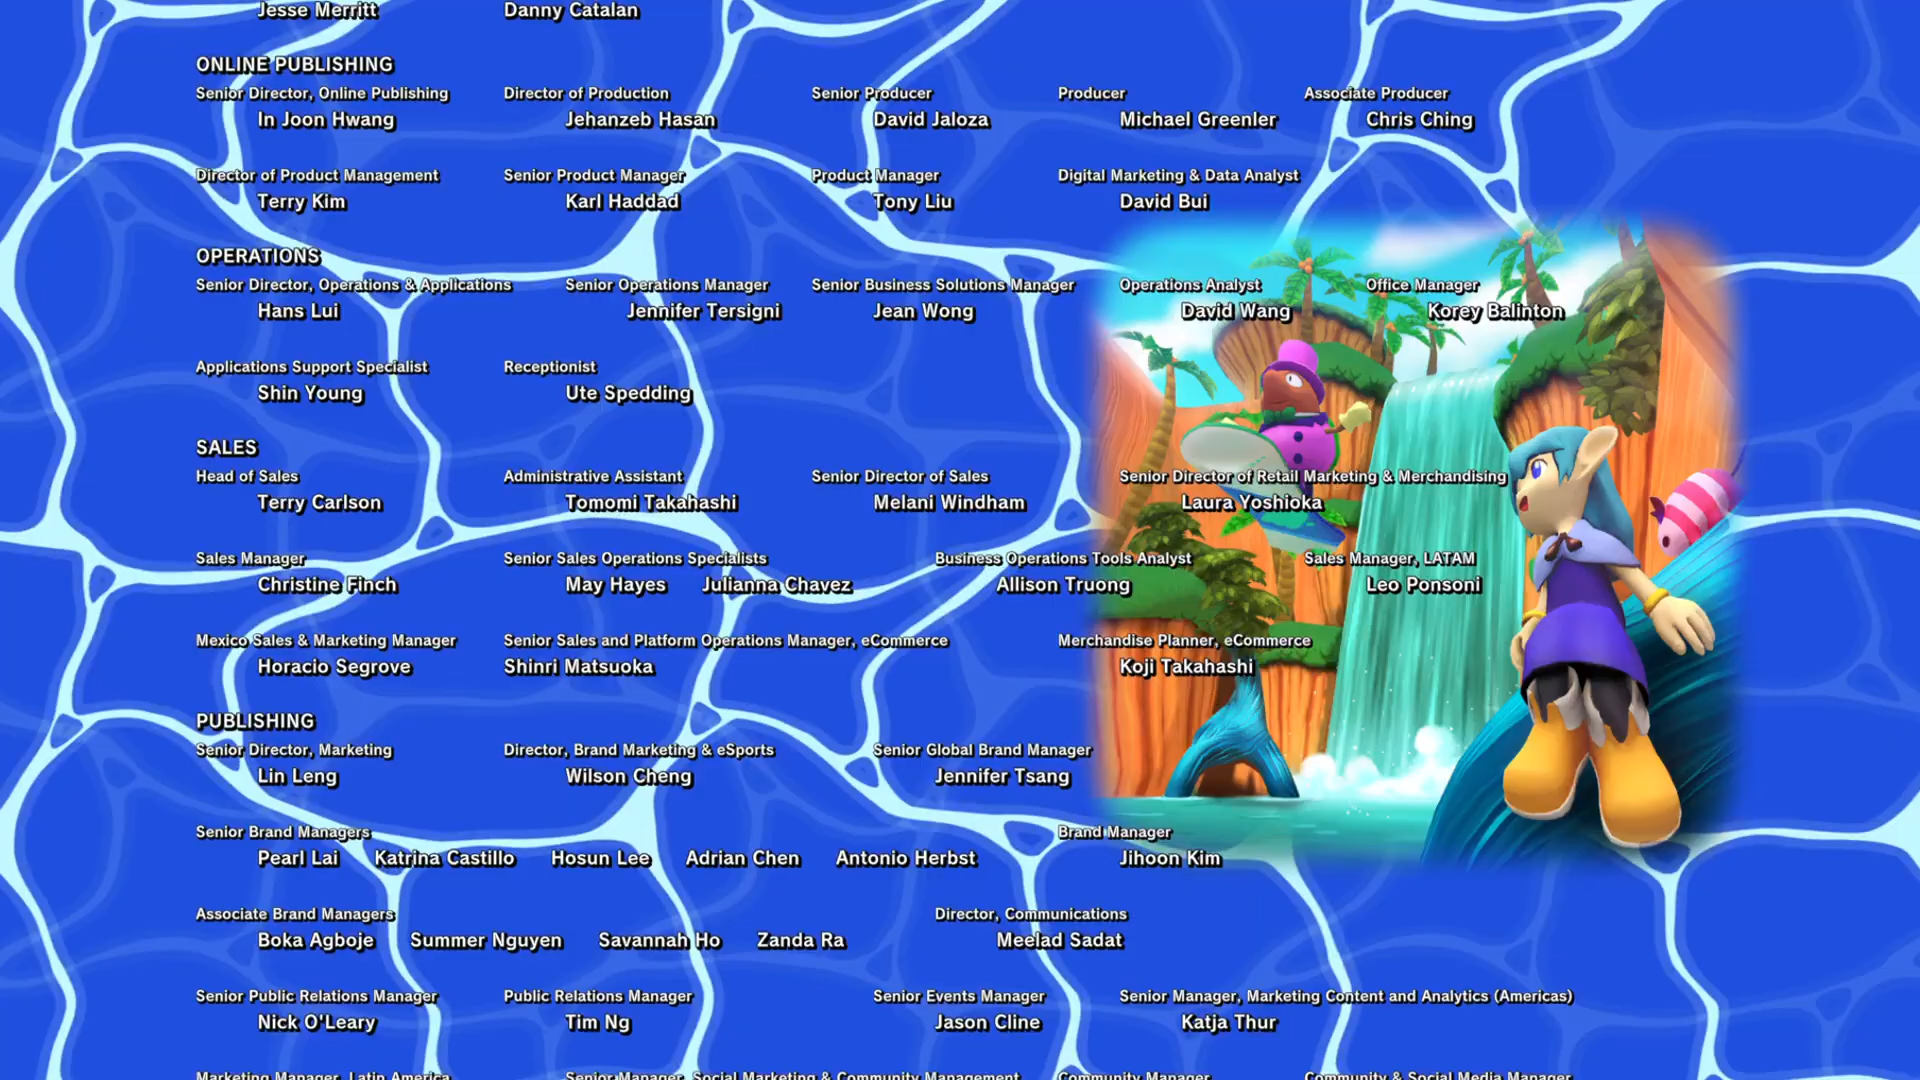 Jesse Merritt Danny Catalan
ONLINE PUBLISHING
Senior Director, Online Publishing Director of Production Senior Producer Producer Associate Producer
In Joon Hwang Jehanzeb Hasan David Jaloza Michael Greenler Chris Ching
Director of Product Management Senior Product Manager Product Manager Digital Marketing & Data Analyst
Terry Kim Karl Haddad Tony Liu David Bui
OPERATIONS
Senior Director, Operations & Applications Senior Operations Manager Senior Business Solutions Manager Operations Analyst Office Manager
Hans Lui Jennifer Tersigni Jean Wong David Wang Korey Balinton
Applications Support Specialist Receptionist
Shin Young Ute Spedding
SALES
Head of Sales Administrative Assistant Senior Director of Sales Senior Director of Retail Marketing & Merchandising
Terry Carlson Tomomi Takahashi Melani Windham Laura Yoshioka
Sales Manager Senior Sales Operations Specialists Business Operations Tools Analyst Sales Manager, LATAM
Christine Finch May Hayes Julianna Chavez Allison Truong Leo Ponsoni
Mexico Sales & Marketing Manager Senior Sales and Platform Operations Manager, eCommerce Merchandise Planner, eCommerce
Horacio Segrove Shinri Matsuoka Koji Takahashi
PUBLISHING
Senior Director, Marketing Director, Brand Marketing & eSports Senior Global Brand Manager
Lin Leng Wilson Cheng Jennifer Tsang
Senior Brand Managers Brand Manager
Pearl Lai Katrina Castillo Hosun Lee Adrian Chen Antonio Herbst Jihoon Kim
Associate Brand Managers Director, Communications
Boka Agboje Summer Nguyen Savannah Ho Zanda Ra Meelad Sadat
Senior Public Relations Manager Public Relations Manager Senior Events Manager Senior Manager, Marketing Content and Analytics (Americas)
Nick O'Leary Tim Ng Jason Cline Katja Thur
Marketing Manager, Latin America Senior Manager, Social Marketing & Community Management Community Manager Community & Social Media Manager